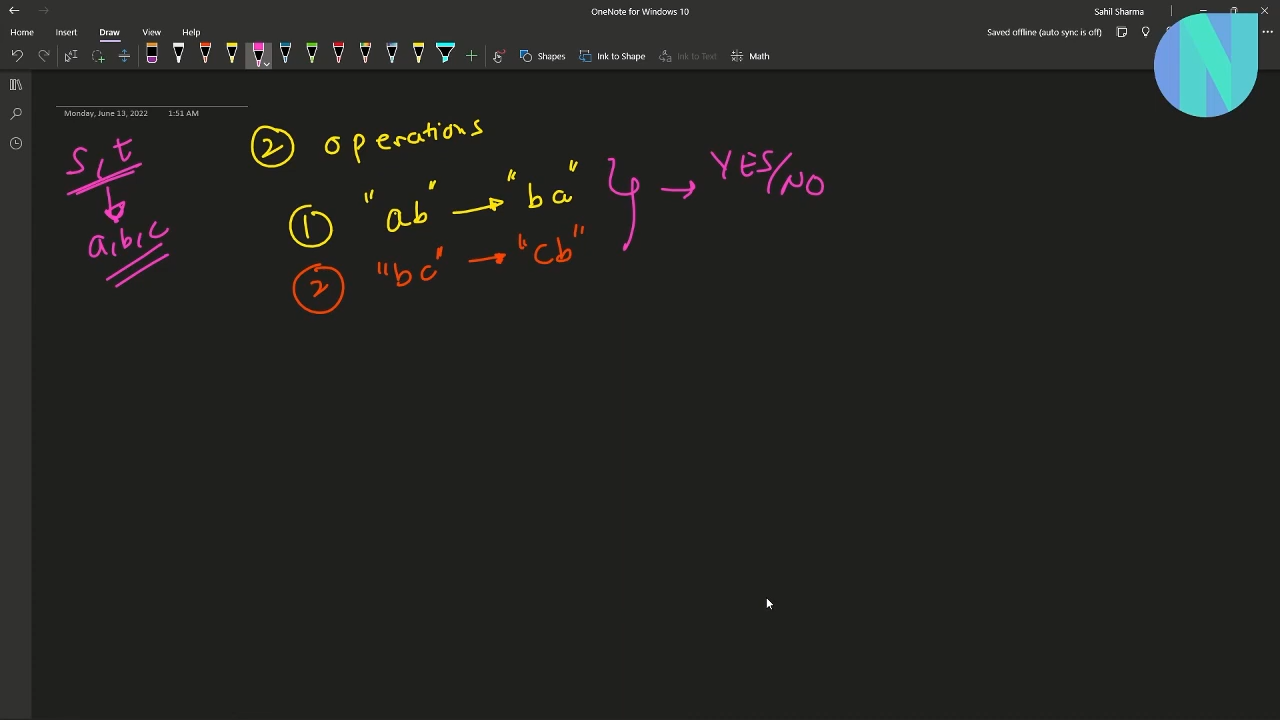 OneNote for Windows 10
Sahil Sharma
Home Insert Draw View Help
Saved offline (auto sync is off)
Shapes Ink to Shape Ink to Text Math
Monday, June 13, 2022 1:51 AM
S, t
a,b,c
② operations
① "ab" → "ba"
② "bc" → "cb"
→ YES/NO